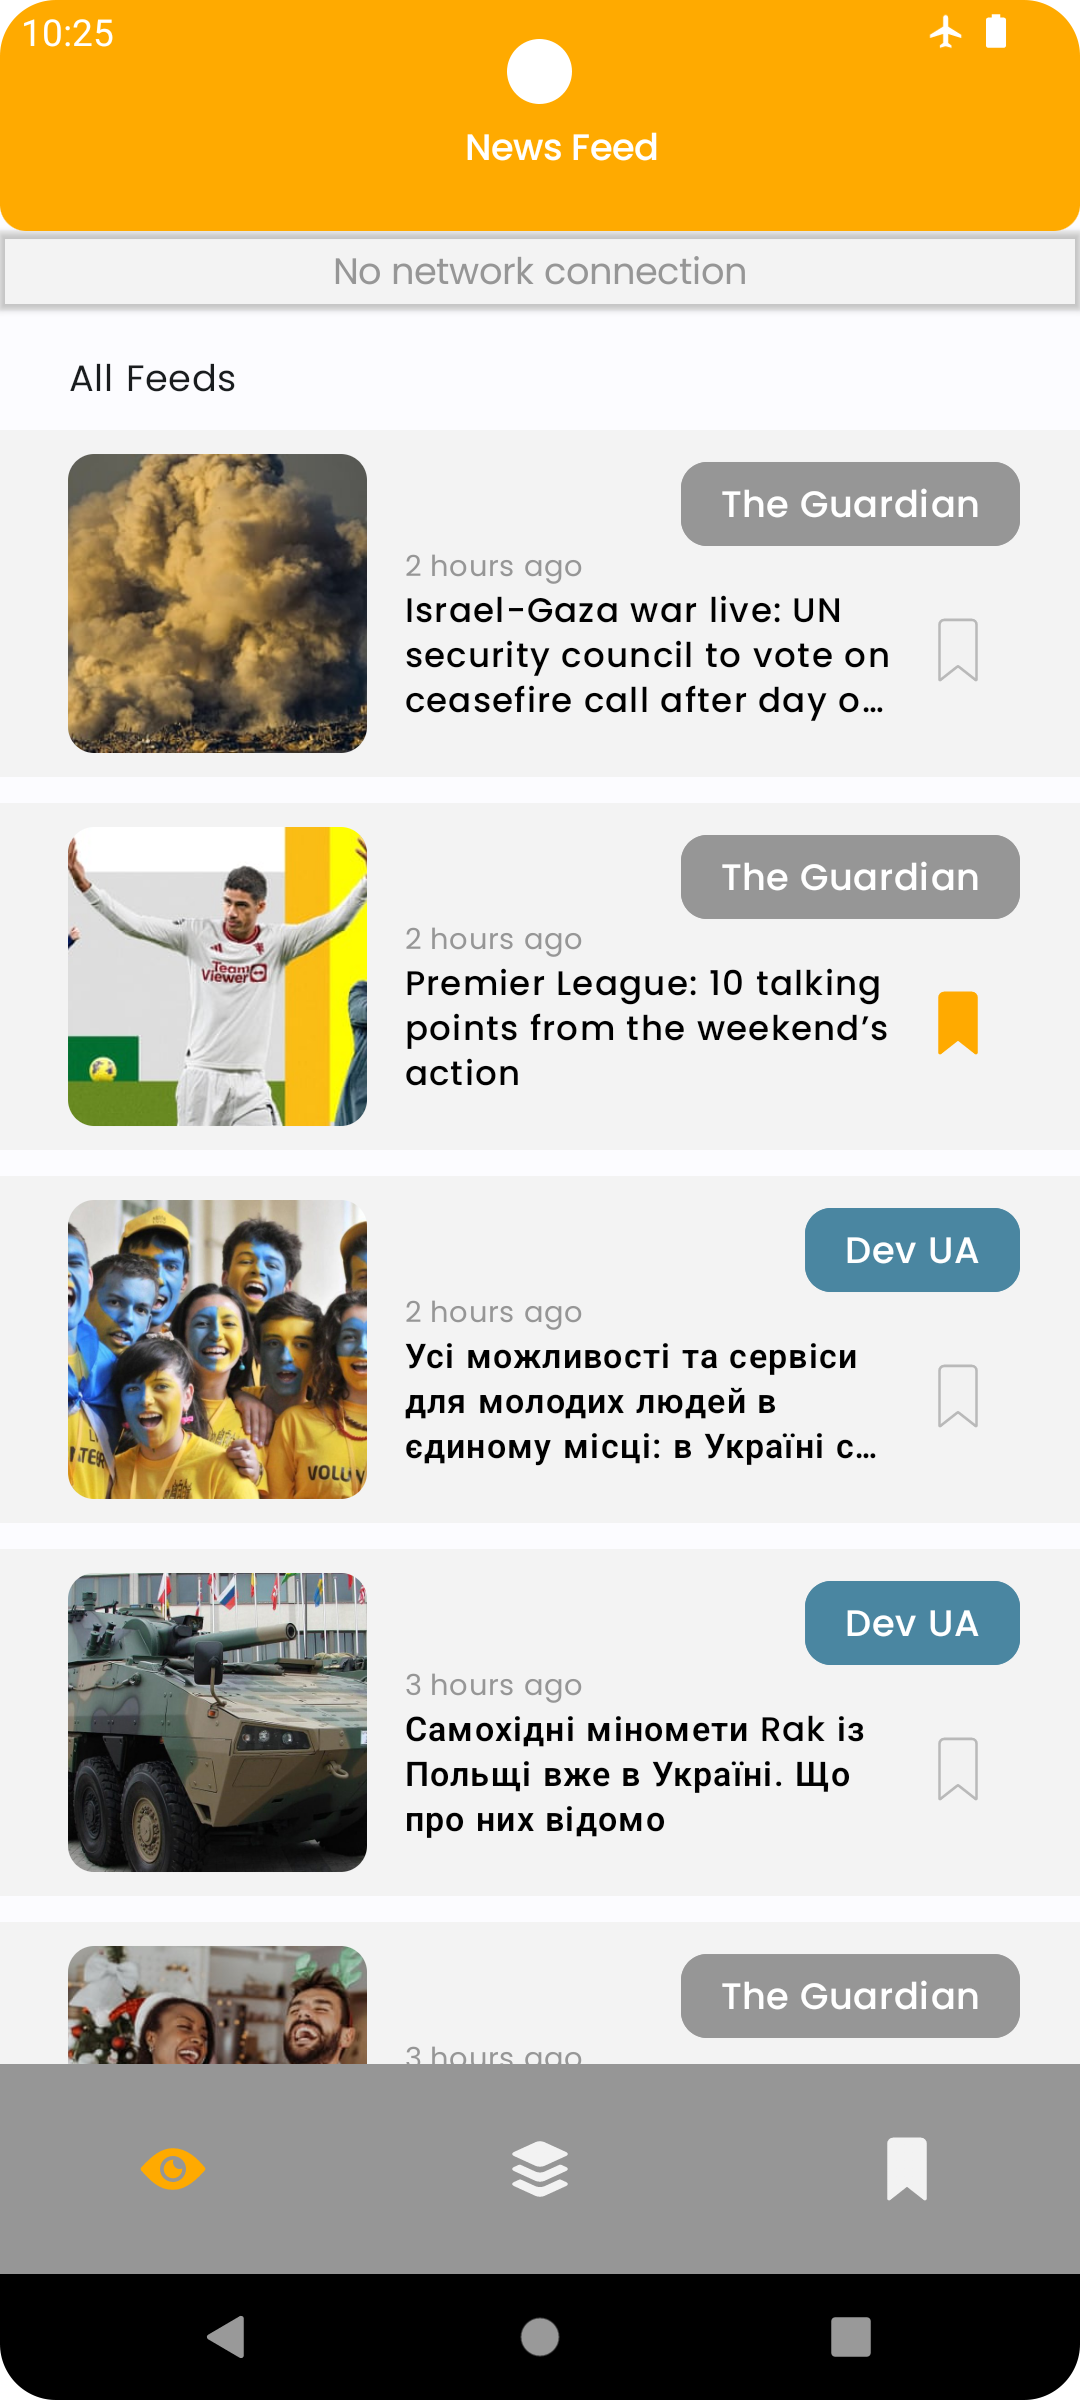 10:25
News Feed
No network connection
All Feeds
The Guardian
2 hours ago
Israel-Gaza war live: UN
security council to vote on
ceasefire call after day o...
The Guardian
2 hours ago
Premier League: 10 talking
points from the weekend’s
action
Team
Viewer
Dev UA
2 hours ago
Усі можливості та сервіси
для молодих людей в
єдиному місці: в Україні с...
VOLU
Dev UA
3 hours ago
Самохідні міномети Rak із
Польщі вже в Україні. Що
про них відомо
The Guardian
3 hours ago